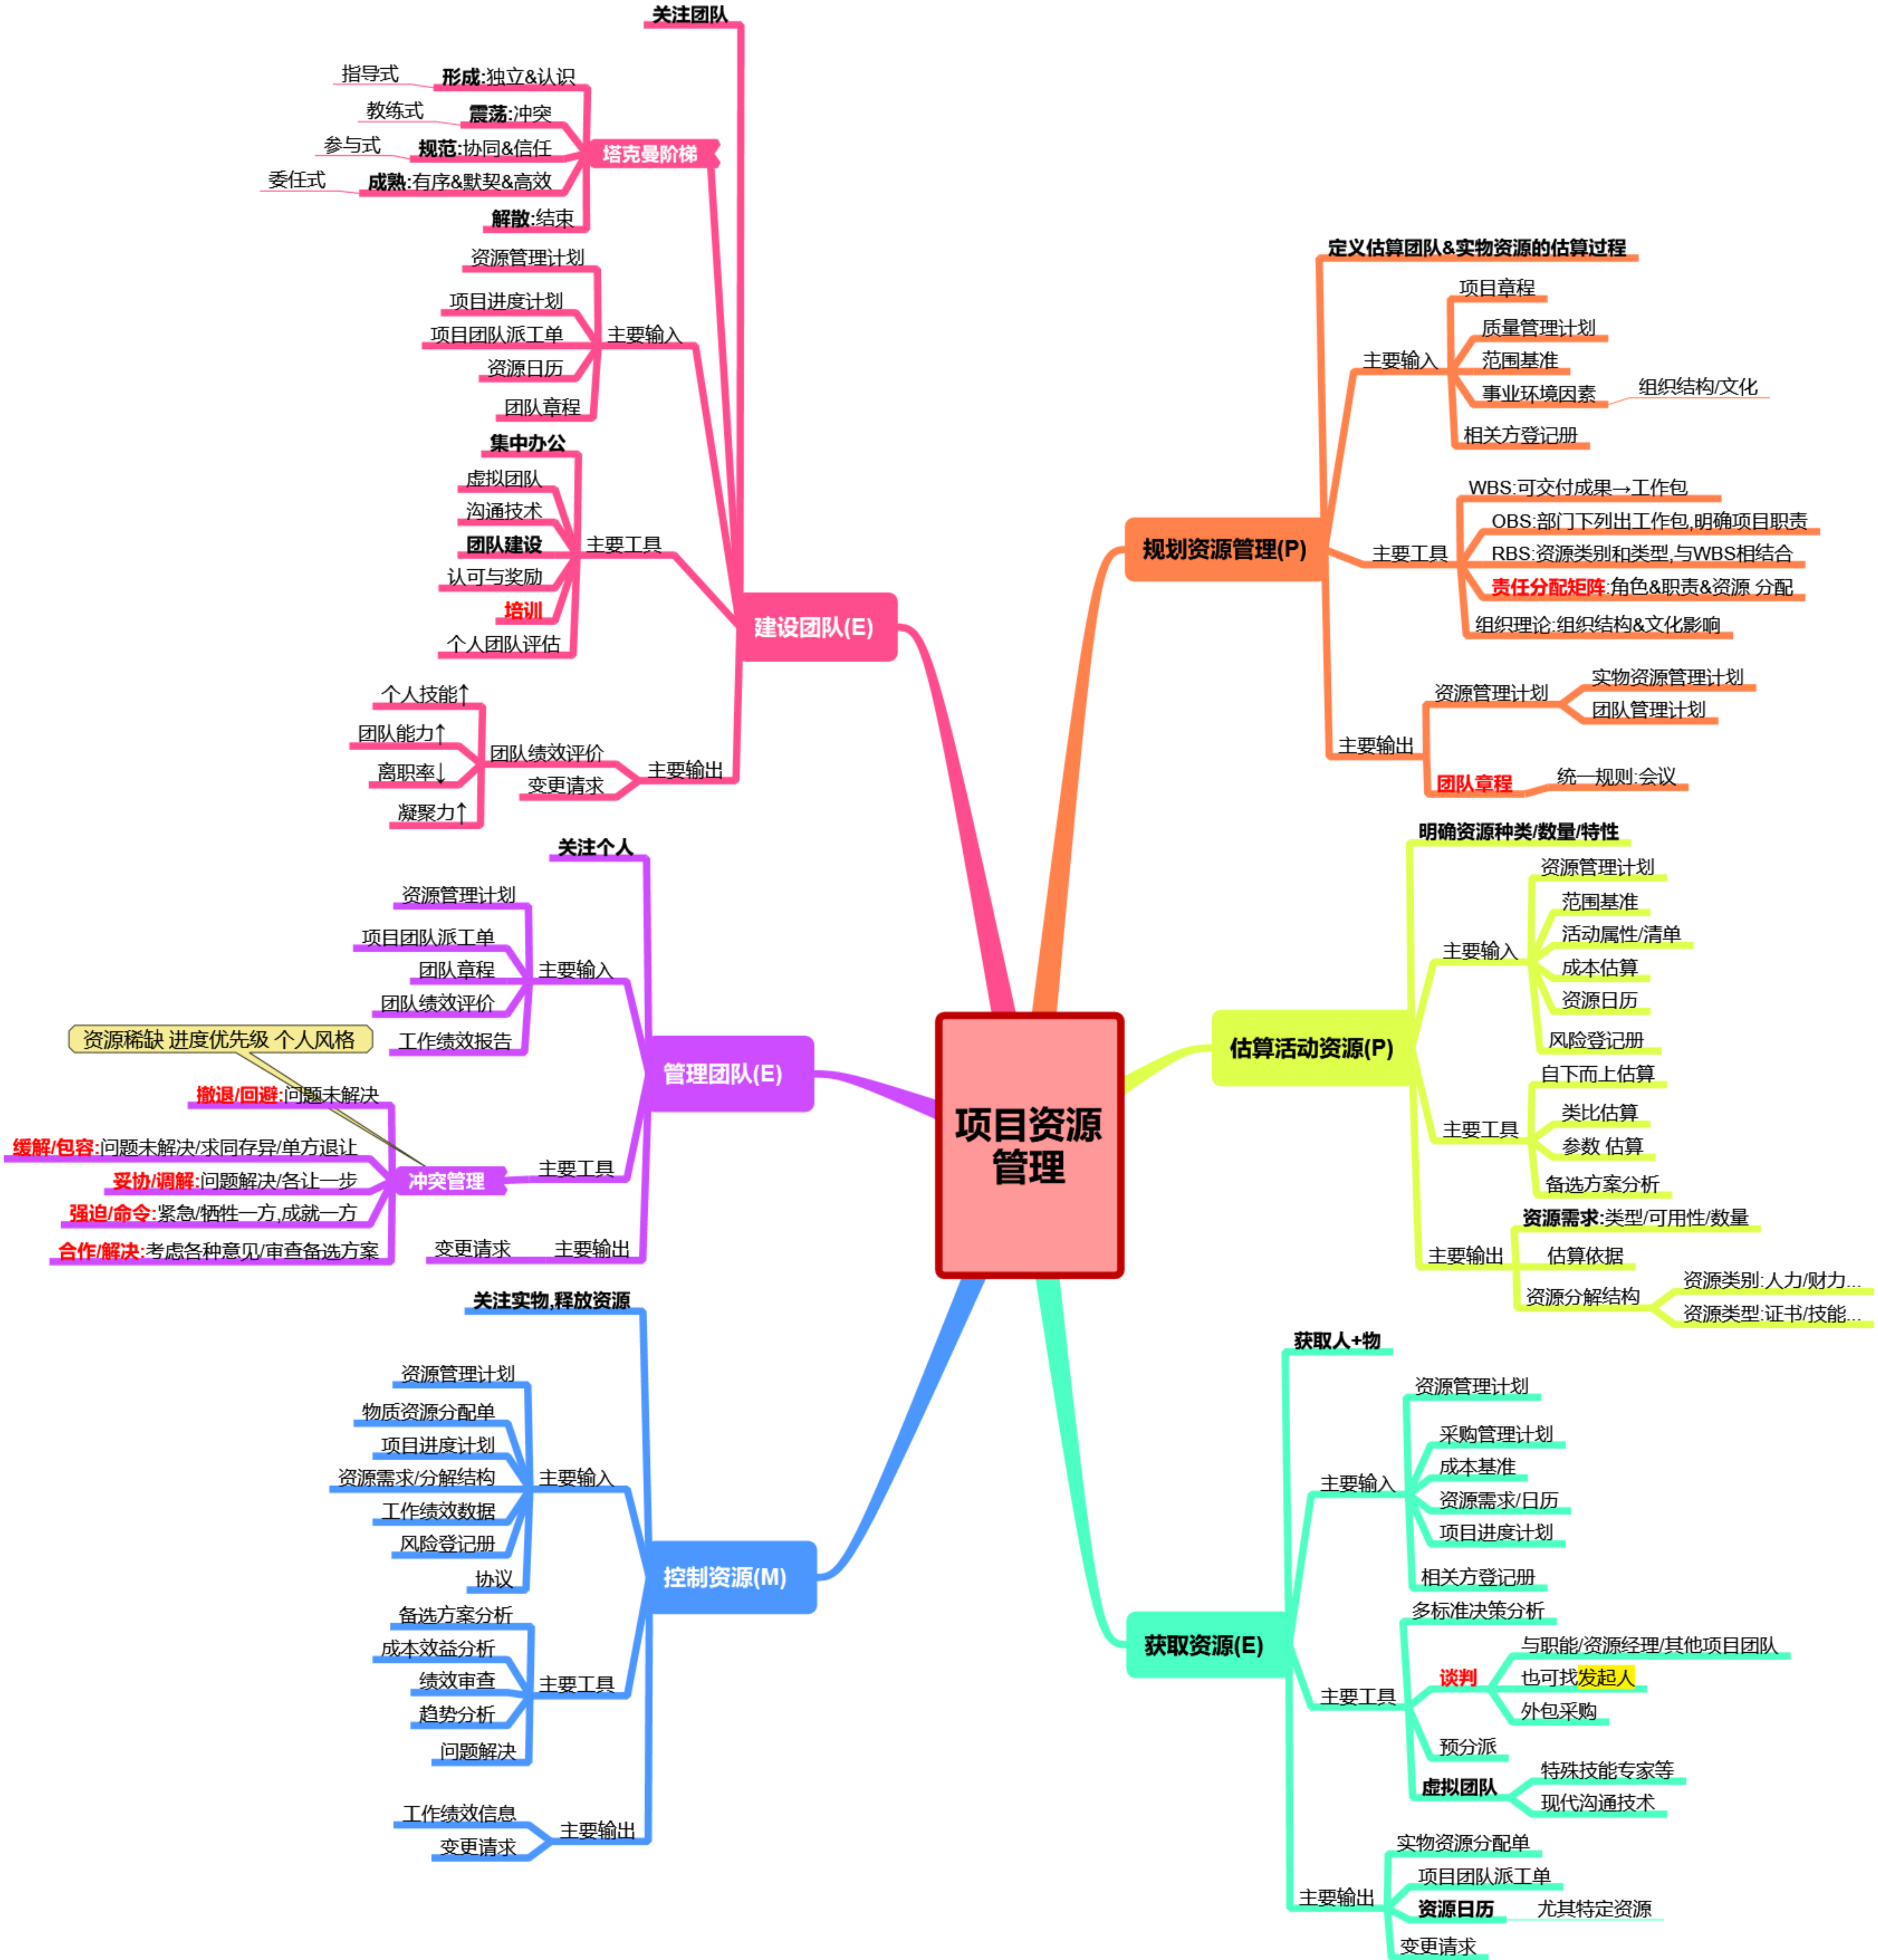 项目资源
管理
规划资源管理(P)
定义估算团队&实物资源的估算过程
主要输入
项目章程
质量管理计划
范围基准
事业环境因素
组织结构/文化
相关方登记册
主要工具
WBS:可交付成果→工作包
OBS:部门下列出工作包,明确项目职责
RBS:资源类别和类型,与WBS相结合
责任分配矩阵:角色&职责&资源 分配
组织理论:组织结构&文化影响
主要输出
资源管理计划
实物资源管理计划
团队管理计划
团队章程
统一规则:会议
估算活动资源(P)
明确资源种类/数量/特性
主要输入
资源管理计划
范围基准
活动属性/清单
成本估算
资源日历
风险登记册
主要工具
自下而上估算
类比估算
参数 估算
备选方案分析
主要输出
资源需求:类型/可用性/数量
估算依据
资源分解结构
资源类别:人力/财力...
资源类型:证书/技能...
获取资源(E)
获取人+物
主要输入
资源管理计划
采购管理计划
成本基准
资源需求/日历
项目进度计划
相关方登记册
主要工具
多标准决策分析
谈判
与职能/资源经理/其他项目团队
也可找发起人
外包采购
预分派
虚拟团队
特殊技能专家等
现代沟通技术
主要输出
实物资源分配单
项目团队派工单
资源日历
尤其特定资源
变更请求
建设团队(E)
关注团队
塔克曼阶梯
形成:独立&认识
指导式
震荡:冲突
教练式
规范:协同&信任
参与式
成熟:有序&默契&高效
委任式
解散:结束
主要输入
资源管理计划
项目进度计划
项目团队派工单
资源日历
团队章程
主要工具
集中办公
虚拟团队
沟通技术
团队建设
认可与奖励
培训
个人团队评估
主要输出
团队绩效评价
个人技能↑
团队能力↑
离职率↓
凝聚力↑
变更请求
管理团队(E)
关注个人
主要输入
资源管理计划
项目团队派工单
团队章程
团队绩效评价
工作绩效报告
主要工具
冲突管理
资源稀缺 进度优先级 个人风格
撤退/回避:问题未解决
缓解/包容:问题未解决/求同存异/单方退让
妥协/调解:问题解决/各让一步
强迫/命令:紧急/牺牲一方,成就一方
合作/解决:考虑各种意见/审查备选方案
主要输出
变更请求
控制资源(M)
关注实物,释放资源
主要输入
资源管理计划
物质资源分配单
项目进度计划
资源需求/分解结构
工作绩效数据
风险登记册
协议
主要工具
备选方案分析
成本效益分析
绩效审查
趋势分析
问题解决
主要输出
工作绩效信息
变更请求